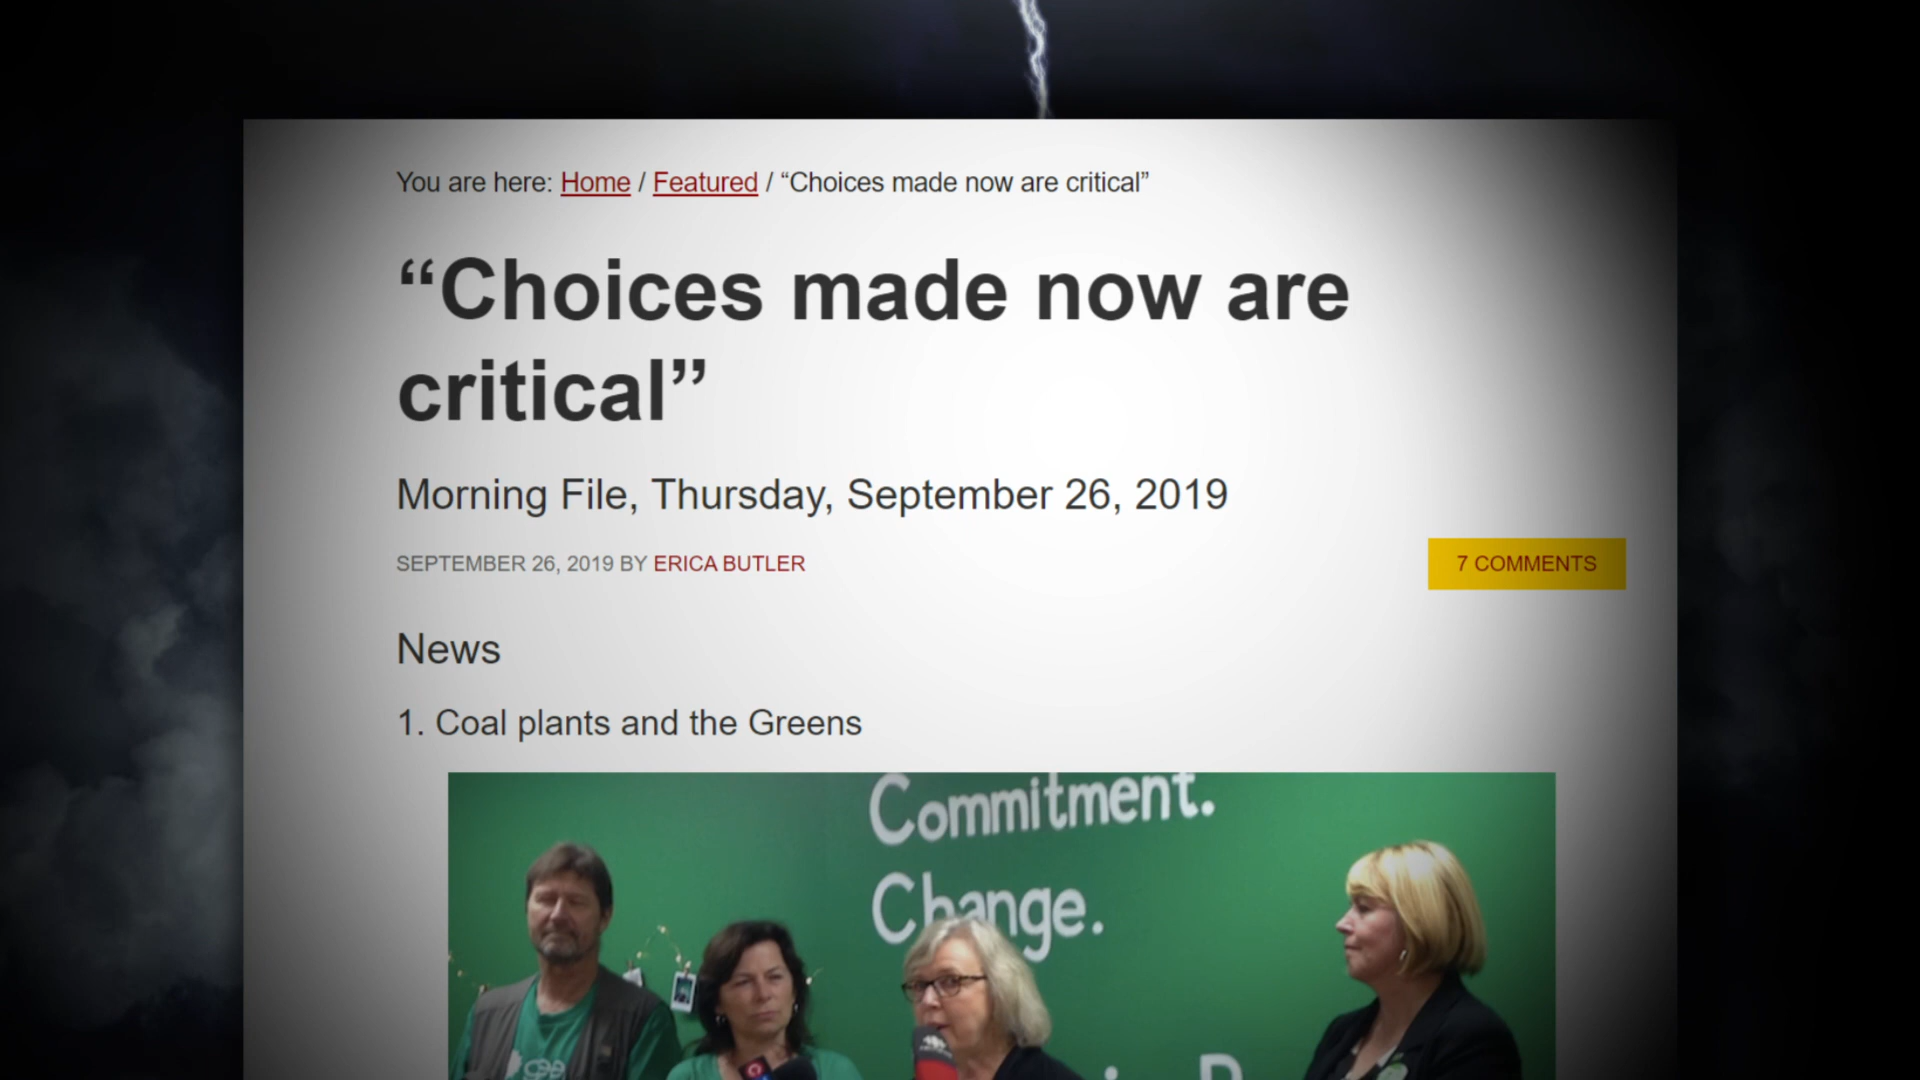 You are here: Home / Featured / “Choices made now are critical”
“Choices made now are
critical”
Morning File, Thursday, September 26, 2019
SEPTEMBER 26, 2019 BY ERICA BUTLER
7 COMMENTS
News
1. Coal plants and the Greens
Commitment.
Change.